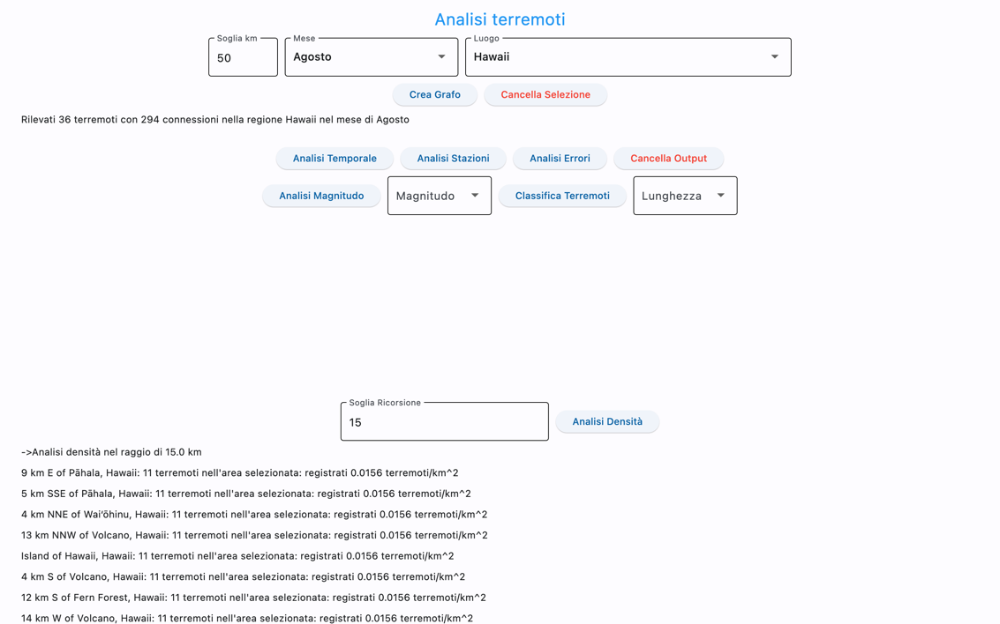 Analisi terremoti
Soglia km Mese Luogo
50 Agosto Hawaii
Crea Grafo Cancella Selezione
Rilevati 36 terremoti con 294 connessioni nella regione Hawaii nel mese di Agosto
Analisi Temporale Analisi Stazioni Analisi Errori Cancella Output
Analisi Magnitudo Magnitudo Classifica Terremoti Lunghezza
Soglia Ricorsione
15 Analisi Densità
->Analisi densità nel raggio di 15.0 km
9 km E of Pāhala, Hawaii: 11 terremoti nell'area selezionata: registrati 0.0156 terremoti/km^2
5 km SSE of Pāhala, Hawaii: 11 terremoti nell'area selezionata: registrati 0.0156 terremoti/km^2
4 km NNE of Wai‘ōhinu, Hawaii: 11 terremoti nell'area selezionata: registrati 0.0156 terremoti/km^2
13 km NNW of Volcano, Hawaii: 11 terremoti nell'area selezionata: registrati 0.0156 terremoti/km^2
Island of Hawaii, Hawaii: 11 terremoti nell'area selezionata: registrati 0.0156 terremoti/km^2
4 km S of Volcano, Hawaii: 11 terremoti nell'area selezionata: registrati 0.0156 terremoti/km^2
12 km S of Fern Forest, Hawaii: 11 terremoti nell'area selezionata: registrati 0.0156 terremoti/km^2
14 km W of Volcano, Hawaii: 11 terremoti nell'area selezionata: registrati 0.0156 terremoti/km^2